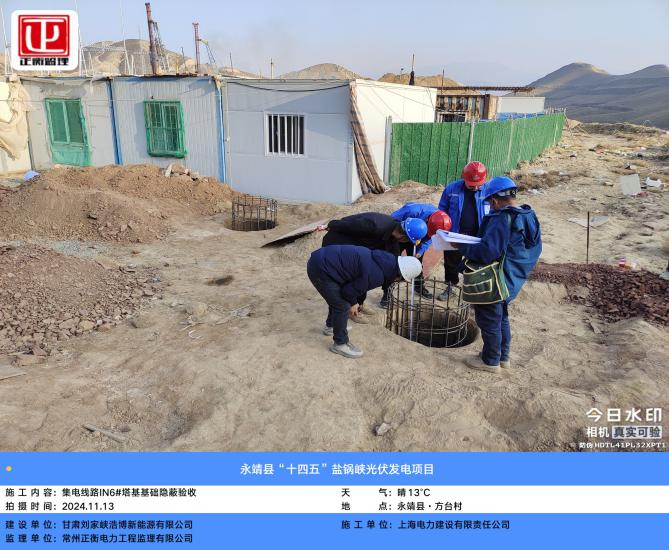 正
正衡监理
今日水印
相机 真实可验
防伪 HDTL41PL32XPT1
永靖县“十四五”盐锅峡光伏发电项目
施工内容：集电线路IN6#塔基基础隐蔽验收
天 气：晴 13℃
拍摄时间：2024.11.13
地 点：永靖县·方台村
建设单位：甘肃刘家峡浩博新能源有限公司
施工单位：上海电力建设有限责任公司
监理单位：常州正衡电力工程监理有限公司